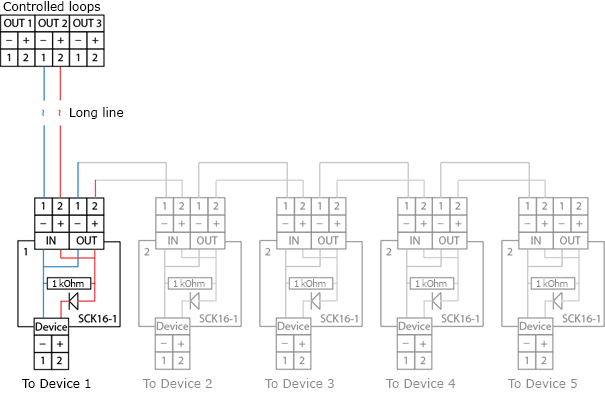 Controlled loops
OUT 1 OUT 2 OUT 3
− + − + − +
1 2 1 2 1 2
~ ~ Long line
1 2 1 2 1 2 1 2 1 2 1 2 1 2 1 2 1 2 1 2
− + − + − + − + − + − + − + − + − + − +
IN OUT IN OUT IN OUT IN OUT IN OUT
1 2 2 2 2
1 kOhm 1 kOhm 1 kOhm 1 kOhm 1 kOhm
SCK16-1 SCK16-1 SCK16-1 SCK16-1 SCK16-1
Device Device Device Device Device
− + − + − + − + − +
1 2 1 2 1 2 1 2 1 2
To Device 1 To Device 2 To Device 3 To Device 4 To Device 5